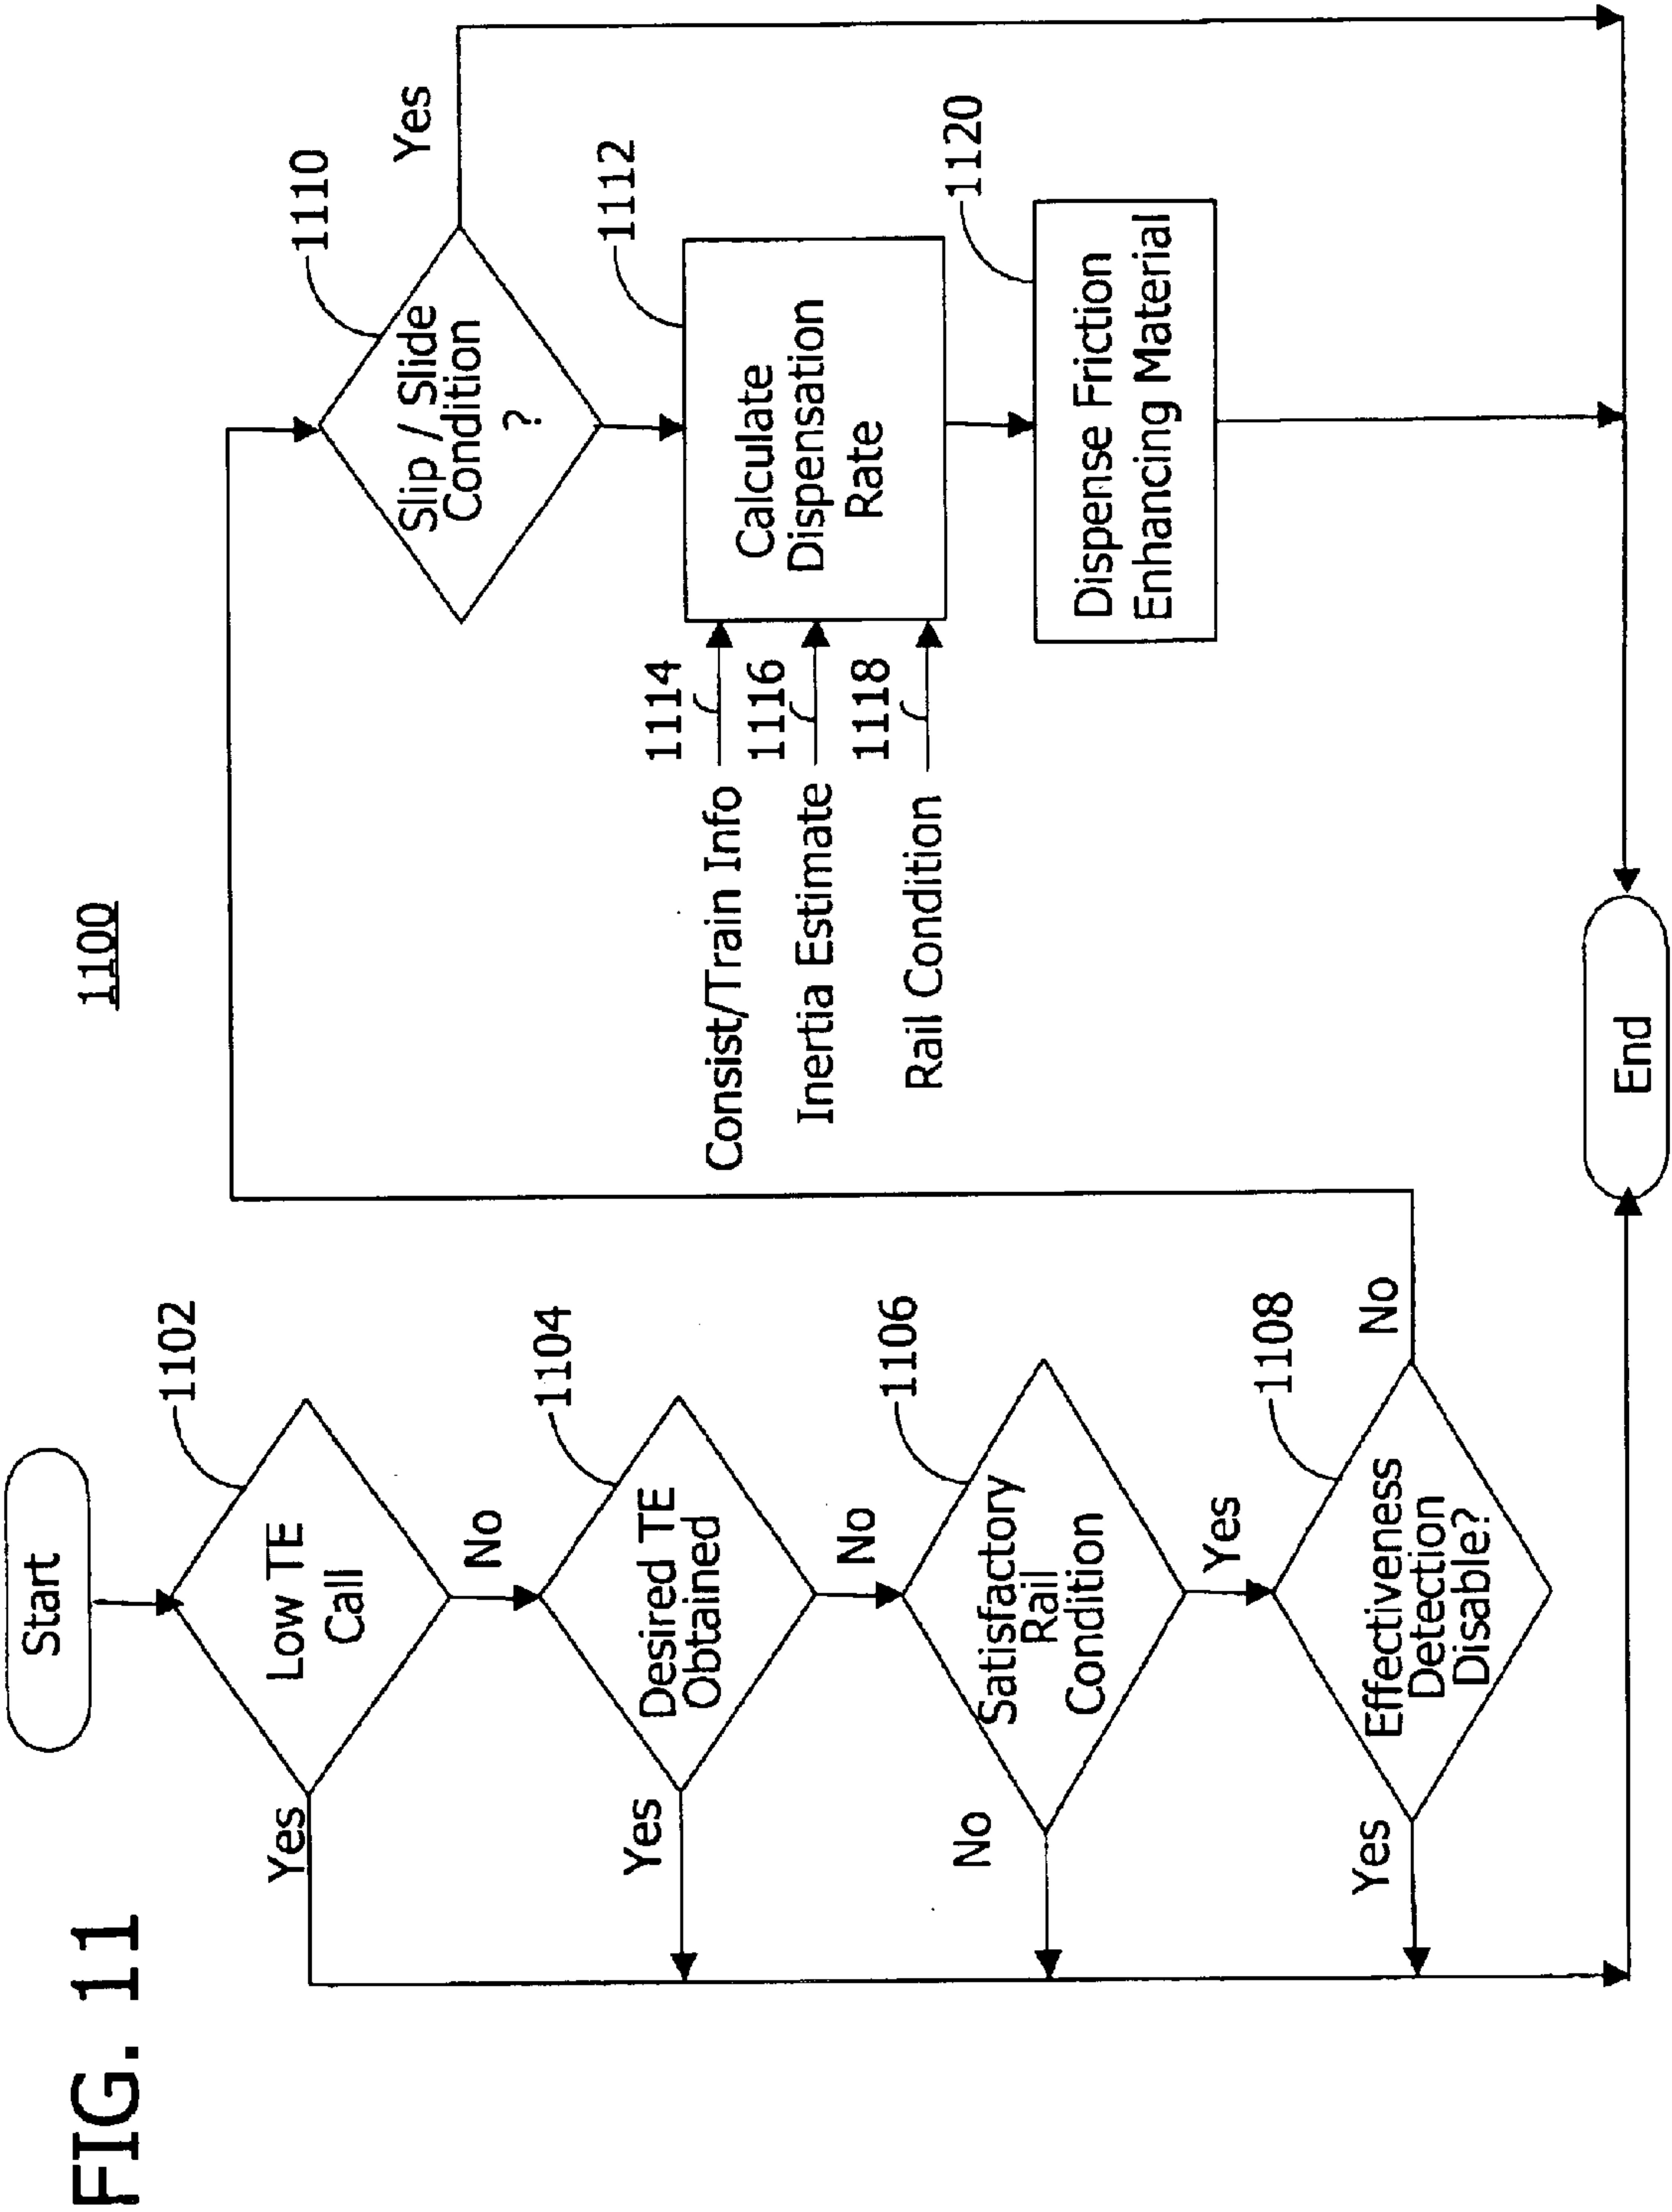 FIG. 11
1100
Start
1102
Low TE
Call
Yes
No
1104
Desired TE
Obtained
Yes
No
1106
Satisfactory
Rail
Condition
No
Yes
1108
Effectiveness
Detection
Disable?
Yes
No
1110
Slip / Slide
Condition
?
Yes
1112
Calculate
Dispensation
Rate
1114
Consist/Train Info
1116
Inertia Estimate
1118
Rail Condition
1120
Dispense Friction
Enhancing Material
End